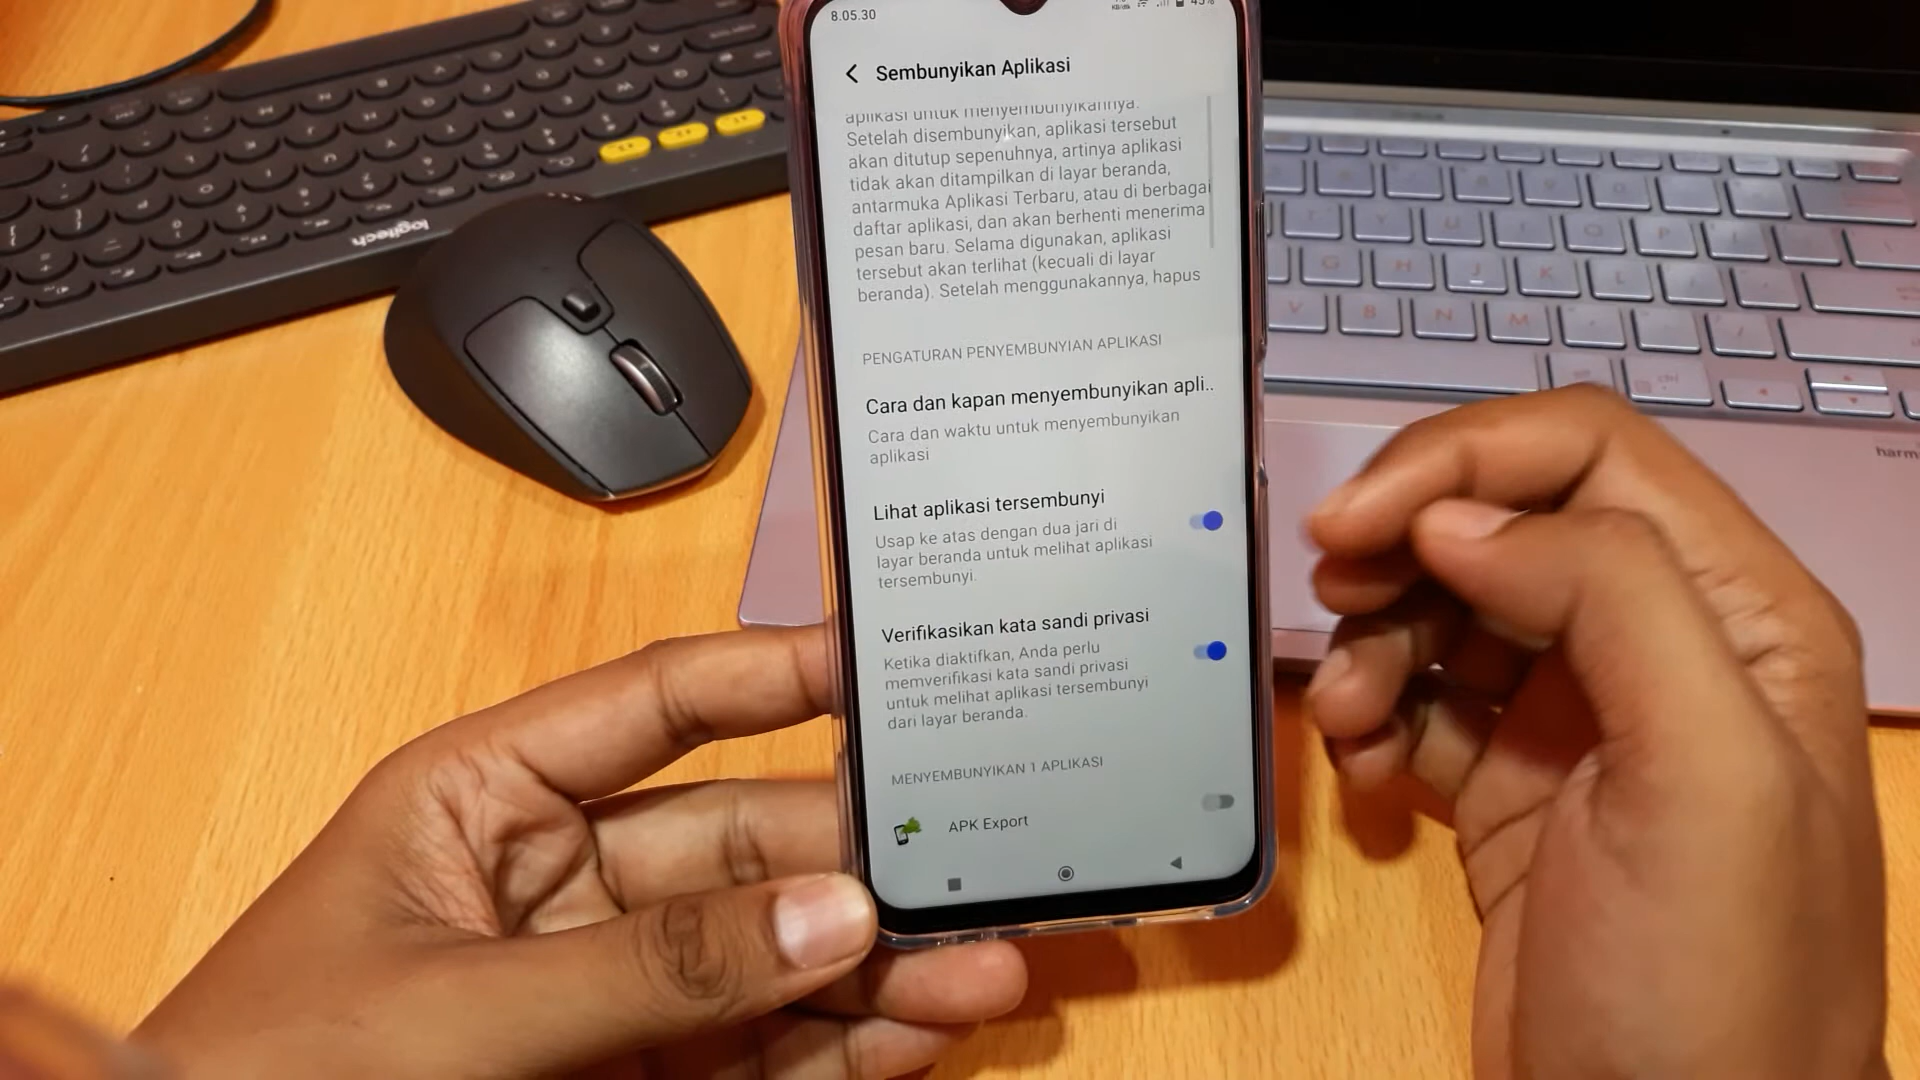 8.05.30
45%
Sembunyikan Aplikasi
aplikasi untuk menyembunyikannya.
Setelah disembunyikan, aplikasi tersebut
akan ditutup sepenuhnya, artinya aplikasi
tidak akan ditampilkan di layar beranda,
antarmuka Aplikasi Terbaru, atau di berbagai
daftar aplikasi, dan akan berhenti menerima
pesan baru. Selama digunakan, aplikasi
tersebut akan terlihat (kecuali di layar
beranda). Setelah menggunakannya, hapus
PENGATURAN PENYEMBUNYIAN APLIKASI
Cara dan kapan menyembunyikan apli..
Cara dan waktu untuk menyembunyikan
aplikasi
Lihat aplikasi tersembunyi
Usap ke atas dengan dua jari di
layar beranda untuk melihat aplikasi
tersembunyi.
Verifikasikan kata sandi privasi
Ketika diaktifkan, Anda perlu
memverifikasi kata sandi privasi
untuk melihat aplikasi tersembunyi
dari layar beranda.
MENYEMBUNYIKAN 1 APLIKASI
APK Export
logitech
G H J K L
V B N M
harm